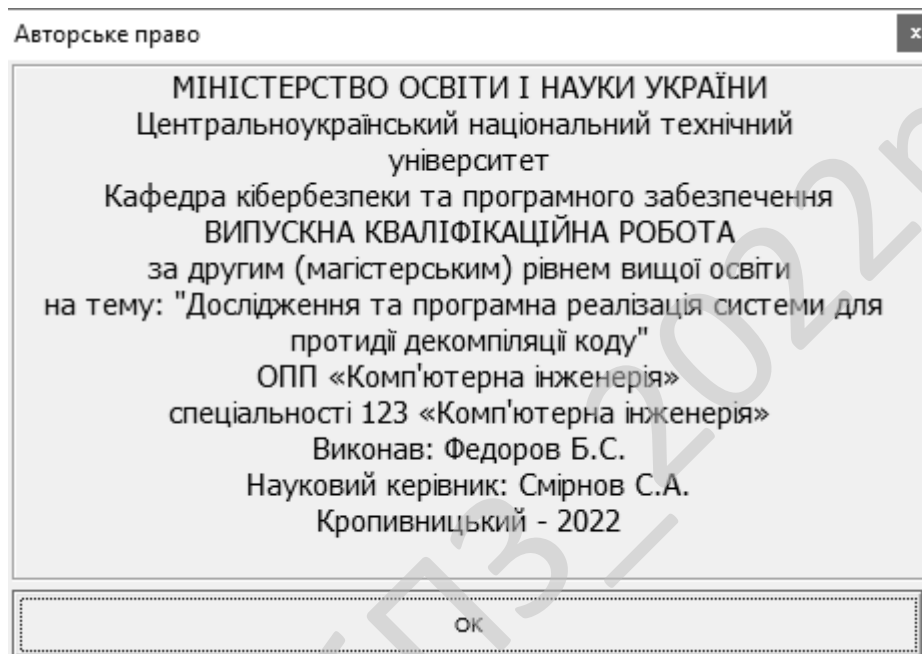 Авторське право
x
МІНІСТЕРСТВО ОСВІТИ І НАУКИ УКРАЇНИ
Центральноукраїнський національний технічний
університет
Кафедра кібербезпеки та програмного забезпечення
ВИПУСКНА КВАЛІФІКАЦІЙНА РОБОТА
за другим (магістерським) рівнем вищої освіти
на тему: "Дослідження та програмна реалізація системи для
протидії декомпіляції коду"
ОПП «Комп'ютерна інженерія»
спеціальності 123 «Комп'ютерна інженерія»
Виконав: Федоров Б.С.
Науковий керівник: Смірнов С.А.
Кропивницький - 2022
OK